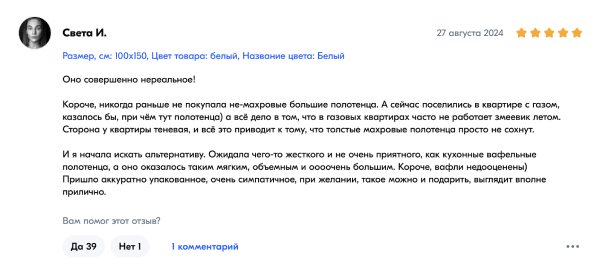 Света И.
27 августа 2024
Размер, см: 100х150, Цвет товара: белый, Название цвета: Белый
Оно совершенно нереальное!
Короче, никогда раньше не покупала не-махровые большие полотенца. А сейчас поселились в квартире с газом,
казалось бы, при чём тут полотенца) а всё дело в том, что в газовых квартирах часто не работает змеевик летом.
Сторона у квартиры теневая, и всё это приводит к тому, что толстые махровые полотенца просто не сохнут.
И я начала искать альтернативу. Ожидала чего-то жесткого и не очень приятного, как кухонные вафельные
полотенца, а оно оказалось таким мягким, объемным и оооочень большим. Короче, вафли недооценены)
Пришло аккуратно упакованное, очень симпатичное, при желании, такое можно и подарить, выглядит вполне
прилично.
Вам помог этот отзыв?
Да 39
Нет 1
1 комментарий